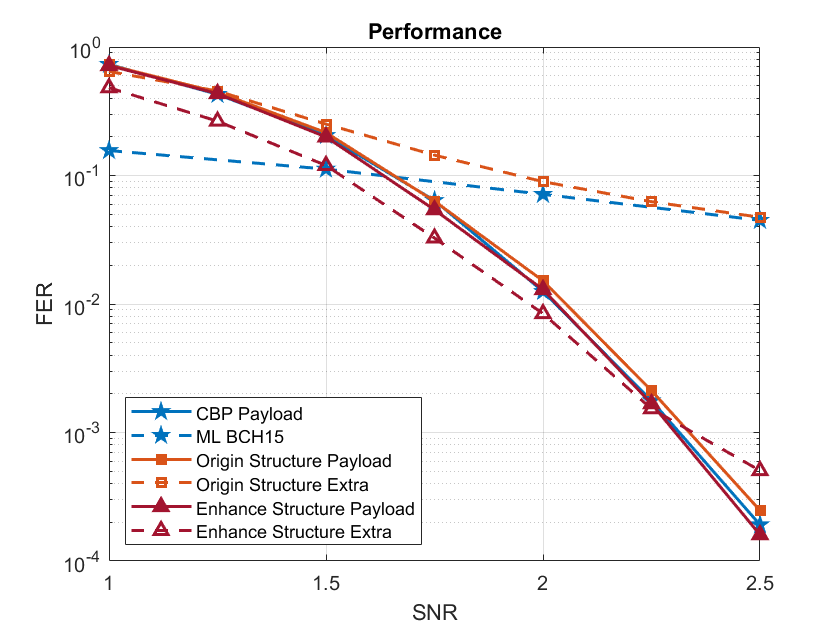 Performance
10^0
10^-1
10^-2
10^-3
10^-4
FER
CBP Payload
ML BCH15
Origin Structure Payload
Origin Structure Extra
Enhance Structure Payload
Enhance Structure Extra
1
1.5
2
2.5
SNR